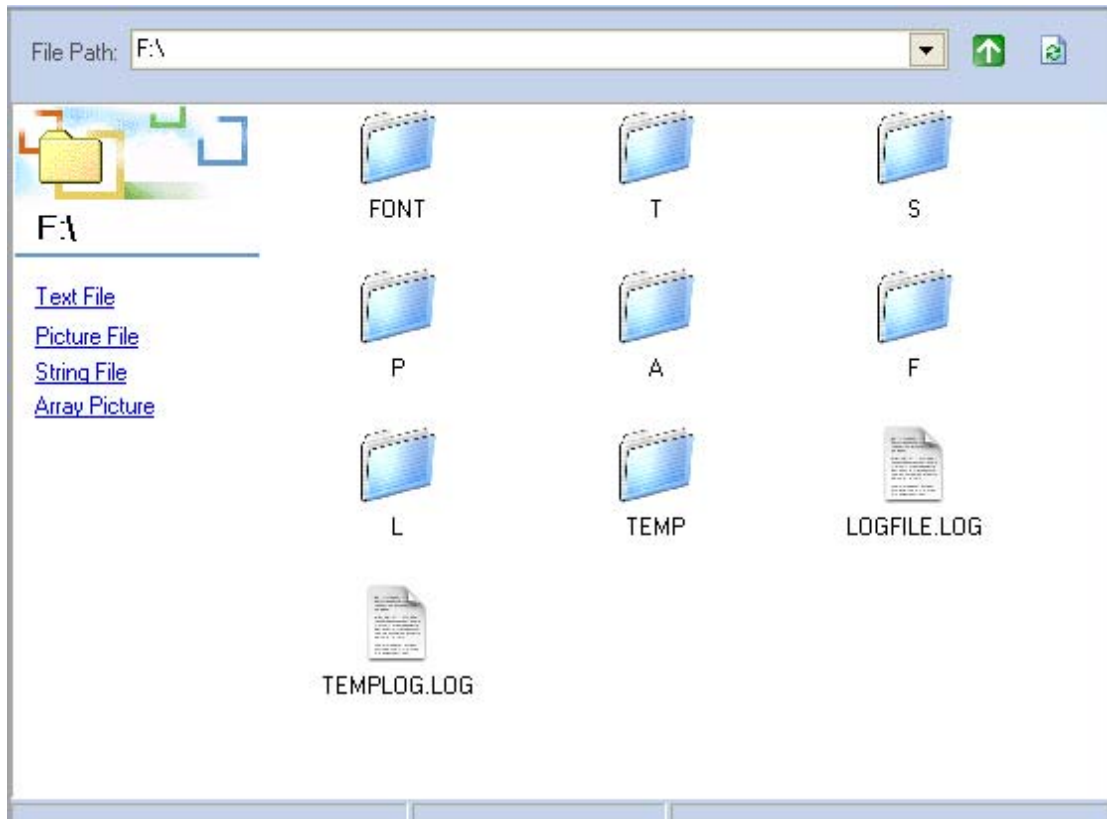 File Path: F:\
F:\
Text File
Picture File
String File
Array Picture
FONT T S
P A F
L TEMP LOGFILE.LOG
TEMPLOG.LOG